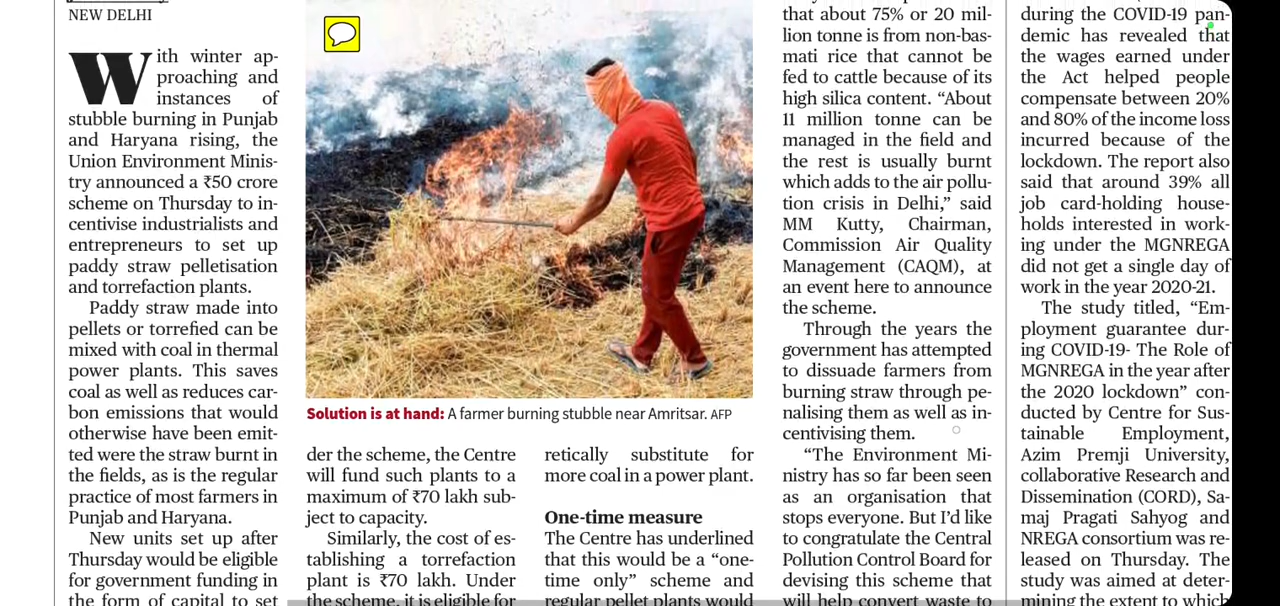 NEW DELHI
With winter ap-
proaching and
instances of
stubble burning in Punjab
and Haryana rising, the
Union Environment Minis-
try announced a ₹50 crore
scheme on Thursday to in-
centivise industrialists and
entrepreneurs to set up
paddy straw pelletisation
and torrefaction plants.
Paddy straw made into
pellets or torrefied can be
mixed with coal in thermal
power plants. This saves
coal as well as reduces car-
bon emissions that would
otherwise have been emit-
ted were the straw burnt in
the fields, as is the regular
practice of most farmers in
Punjab and Haryana.
New units set up after
Thursday would be eligible
for government funding in
the form of capital to set
Solution is at hand: A farmer burning stubble near Amritsar. AFP
der the scheme, the Centre
will fund such plants to a
maximum of ₹70 lakh sub-
ject to capacity.
Similarly, the cost of es-
tablishing a torrefaction
plant is ₹70 lakh. Under
the scheme, it is eligible for
retically substitute for
more coal in a power plant.
One-time measure
The Centre has underlined
that this would be a “one-
time only” scheme and
regular pellet plants would
that about 75% or 20 mil-
lion tonne is from non-bas-
mati rice that cannot be
fed to cattle because of its
high silica content. “About
11 million tonne can be
managed in the field and
the rest is usually burnt
which adds to the air pollu-
tion crisis in Delhi,” said
MM Kutty, Chairman,
Commission Air Quality
Management (CAQM), at
an event here to announce
the scheme.
Through the years the
government has attempted
to dissuade farmers from
burning straw through pe-
nalising them as well as in-
centivising them.
“The Environment Mi-
nistry has so far been seen
as an organisation that
stops everyone. But I’d like
to congratulate the Central
Pollution Control Board for
devising this scheme that
will help convert waste to
during the COVID-19 pan-
demic has revealed that
the wages earned under
the Act helped people
compensate between 20%
and 80% of the income loss
incurred because of the
lockdown. The report also
said that around 39% all
job card-holding house-
holds interested in work-
ing under the MGNREGA
did not get a single day of
work in the year 2020-21.
The study titled, “Em-
ployment guarantee dur-
ing COVID-19- The Role of
MGNREGA in the year after
the 2020 lockdown” con-
ducted by Centre for Sus-
tainable Employment,
Azim Premji University,
collaborative Research and
Dissemination (CORD), Sa-
maj Pragati Sahyog and
NREGA consortium was re-
leased on Thursday. The
study was aimed at deter-
mining the extent to which